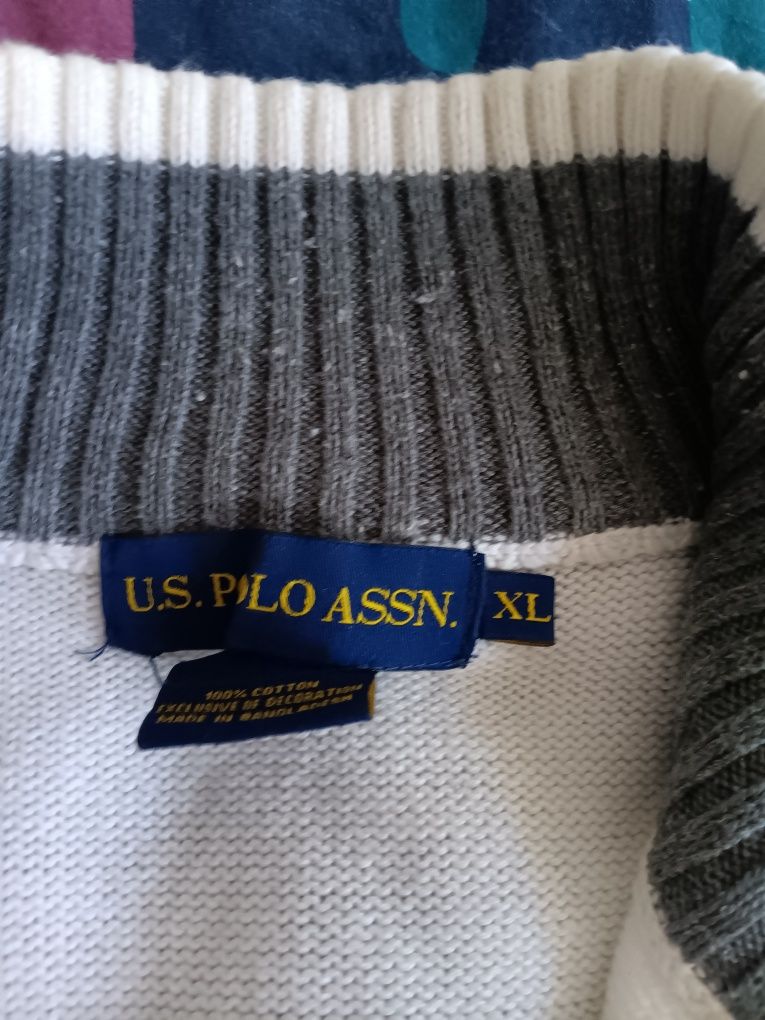 U.S. POLO ASSN.
XL
100% COTTON
EXCLUSIVE OF DECORATION
MADE IN BANGLADESH